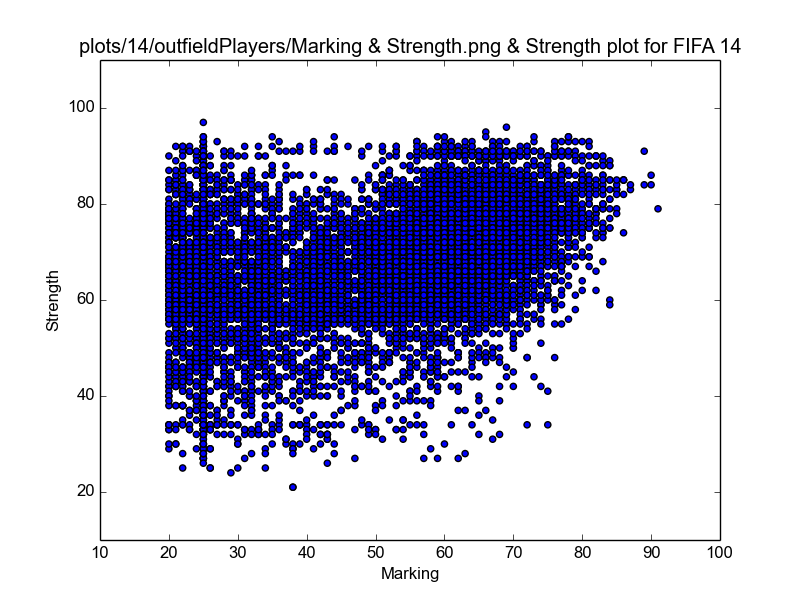 plots/14/outfieldPlayers/Marking & Strength.png & Strength plot for FIFA 14
100
80
60
40
20
Strength
10 20 30 40 50 60 70 80 90 100
Marking